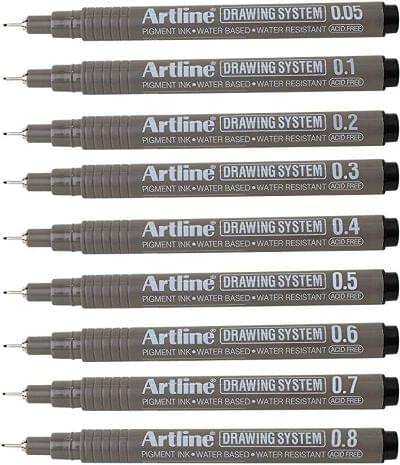 Artline® DRAWING SYSTEM 0.05
PIGMENT INK • WATER BASED • WATER RESISTANT ACID FREE
Artline® DRAWING SYSTEM 0.1
PIGMENT INK • WATER BASED • WATER RESISTANT ACID FREE
Artline® DRAWING SYSTEM 0.2
PIGMENT INK • WATER BASED • WATER RESISTANT ACID FREE
Artline® DRAWING SYSTEM 0.3
PIGMENT INK • WATER BASED • WATER RESISTANT ACID FREE
Artline® DRAWING SYSTEM 0.4
PIGMENT INK • WATER BASED • WATER RESISTANT ACID FREE
Artline® DRAWING SYSTEM 0.5
PIGMENT INK • WATER BASED • WATER RESISTANT ACID FREE
Artline® DRAWING SYSTEM 0.6
PIGMENT INK • WATER BASED • WATER RESISTANT ACID FREE
Artline® DRAWING SYSTEM 0.7
PIGMENT INK • WATER BASED • WATER RESISTANT ACID FREE
Artline® DRAWING SYSTEM 0.8
PIGMENT INK • WATER BASED • WATER RESISTANT ACID FREE